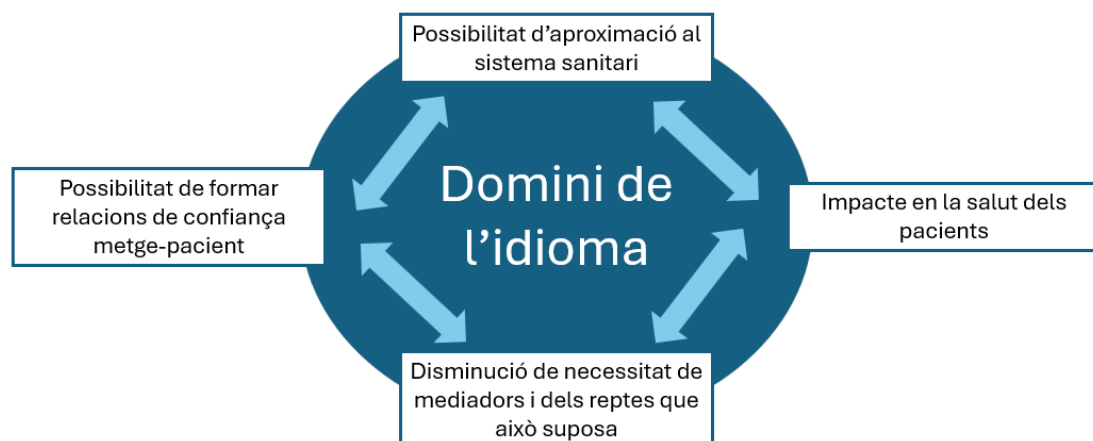 Possibilitat d’aproximació al
sistema sanitari
Possibilitat de formar
relacions de confiança
metge-pacient
Domini de
l’idioma
Impacte en la salut dels
pacients
Disminució de necessitat de
mediadors i dels reptes que
això suposa